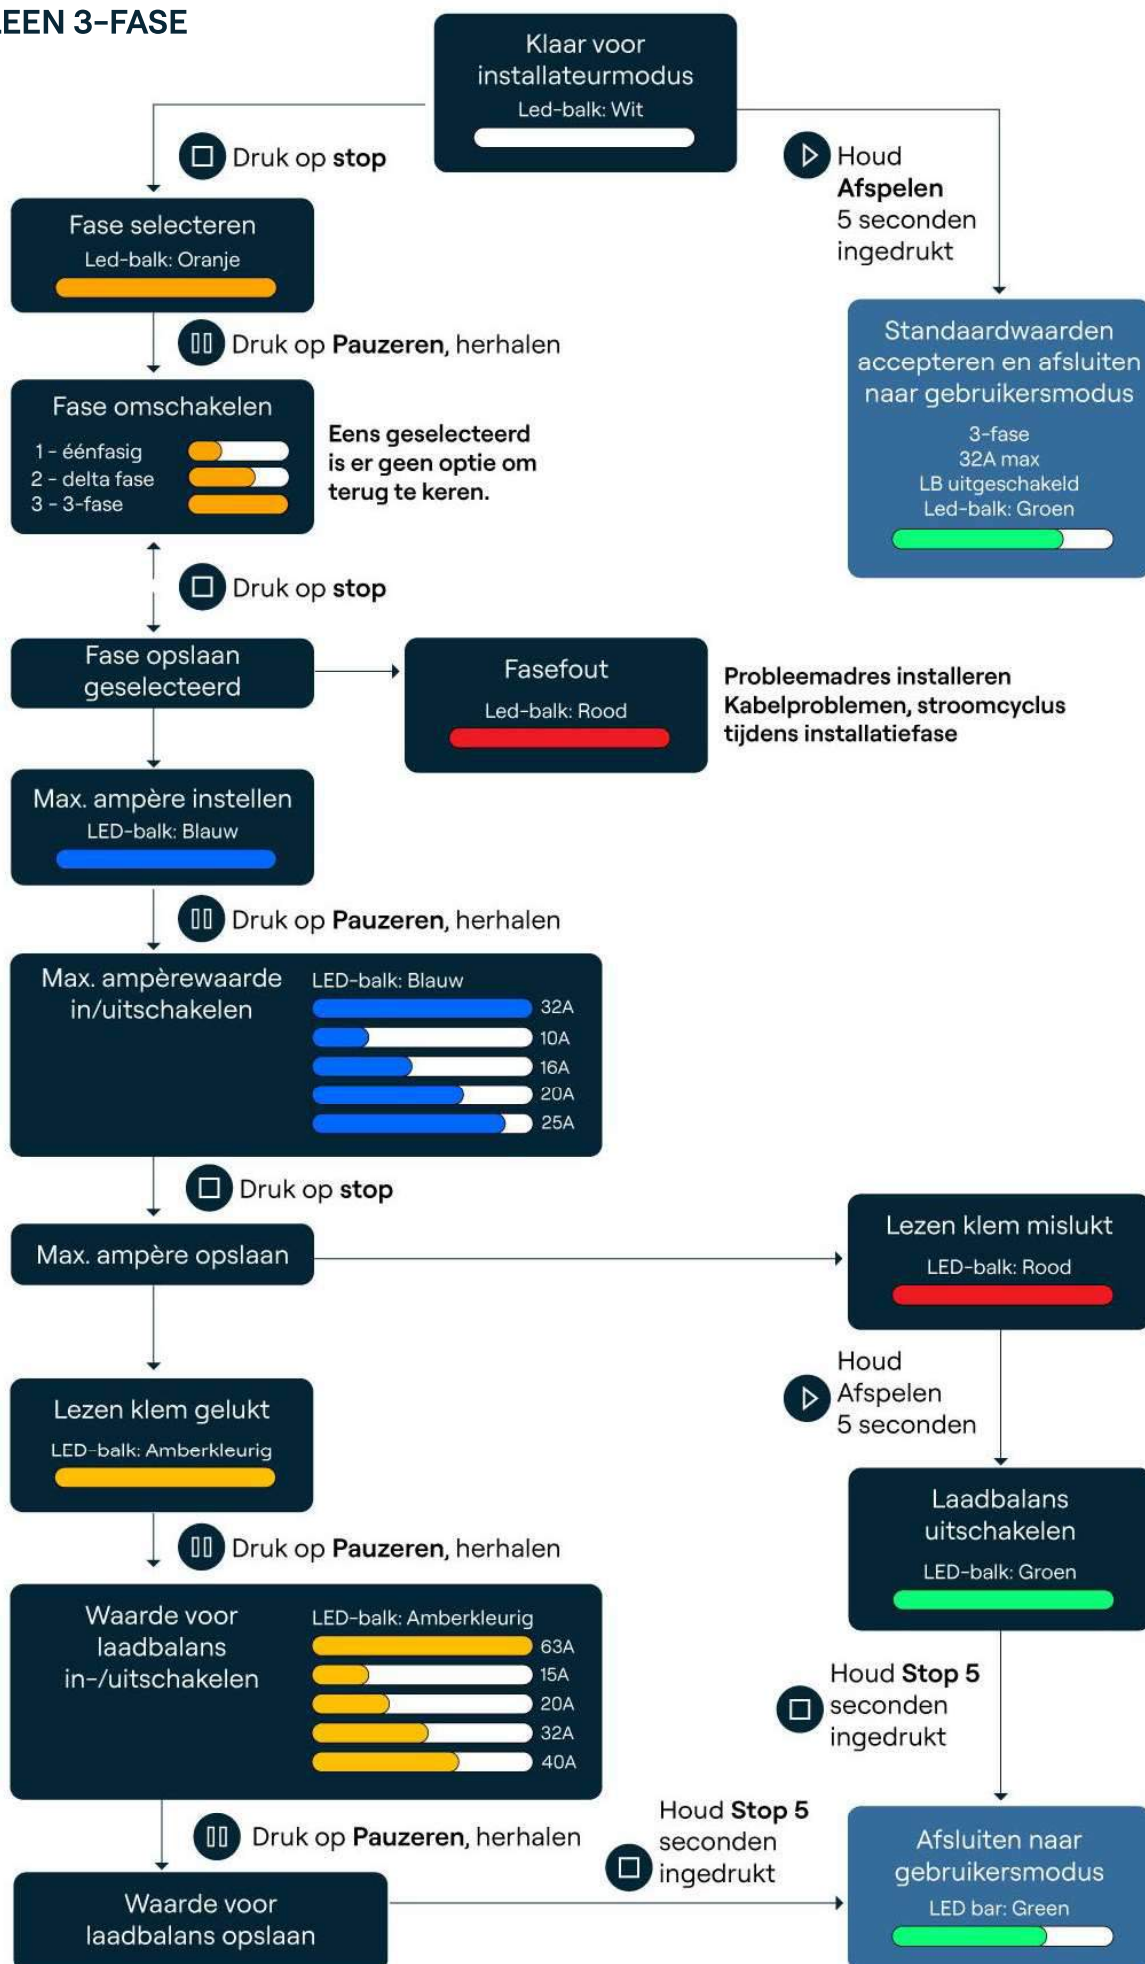 EEN 3-FASE
Klaar voor
installateurmodus
Led-balk: Wit
Druk op stop
Houd
Afspelen
5 seconden
ingedrukt
Fase selecteren
Led-balk: Oranje
Druk op Pauzeren, herhalen
Standaardwaarden
accepteren en afsluiten
naar gebruikersmodus
3-fase
32A max
LB uitgeschakeld
Led-balk: Groen
Fase omschakelen
1 - éénfasig
2 - delta fase
3 - 3-fase
Eens geselecteerd
is er geen optie om
terug te keren.
Druk op stop
Fase opslaan
geselecteerd
Fasefout
Led-balk: Rood
Probleemadres installeren
Kabelproblemen, stroomcyclus
tijdens installatiefase
Max. ampère instellen
LED-balk: Blauw
Druk op Pauzeren, herhalen
Max. ampèrewaarde
in/uitschakelen
LED-balk: Blauw
32A
10A
16A
20A
25A
Druk op stop
Max. ampère opslaan
Lezen klem mislukt
LED-balk: Rood
Houd
Afspelen
5 seconden
Lezen klem gelukt
LED-balk: Amberkleurig
Druk op Pauzeren, herhalen
Laadbalans
uitschakelen
LED-balk: Groen
Waarde voor
laadbalans
in-/uitschakelen
LED-balk: Amberkleurig
63A
15A
20A
32A
40A
Houd Stop 5
seconden
ingedrukt
Druk op Pauzeren, herhalen
Houd Stop 5
seconden
ingedrukt
Waarde voor
laadbalans opslaan
Afsluiten naar
gebruikersmodus
LED bar: Green